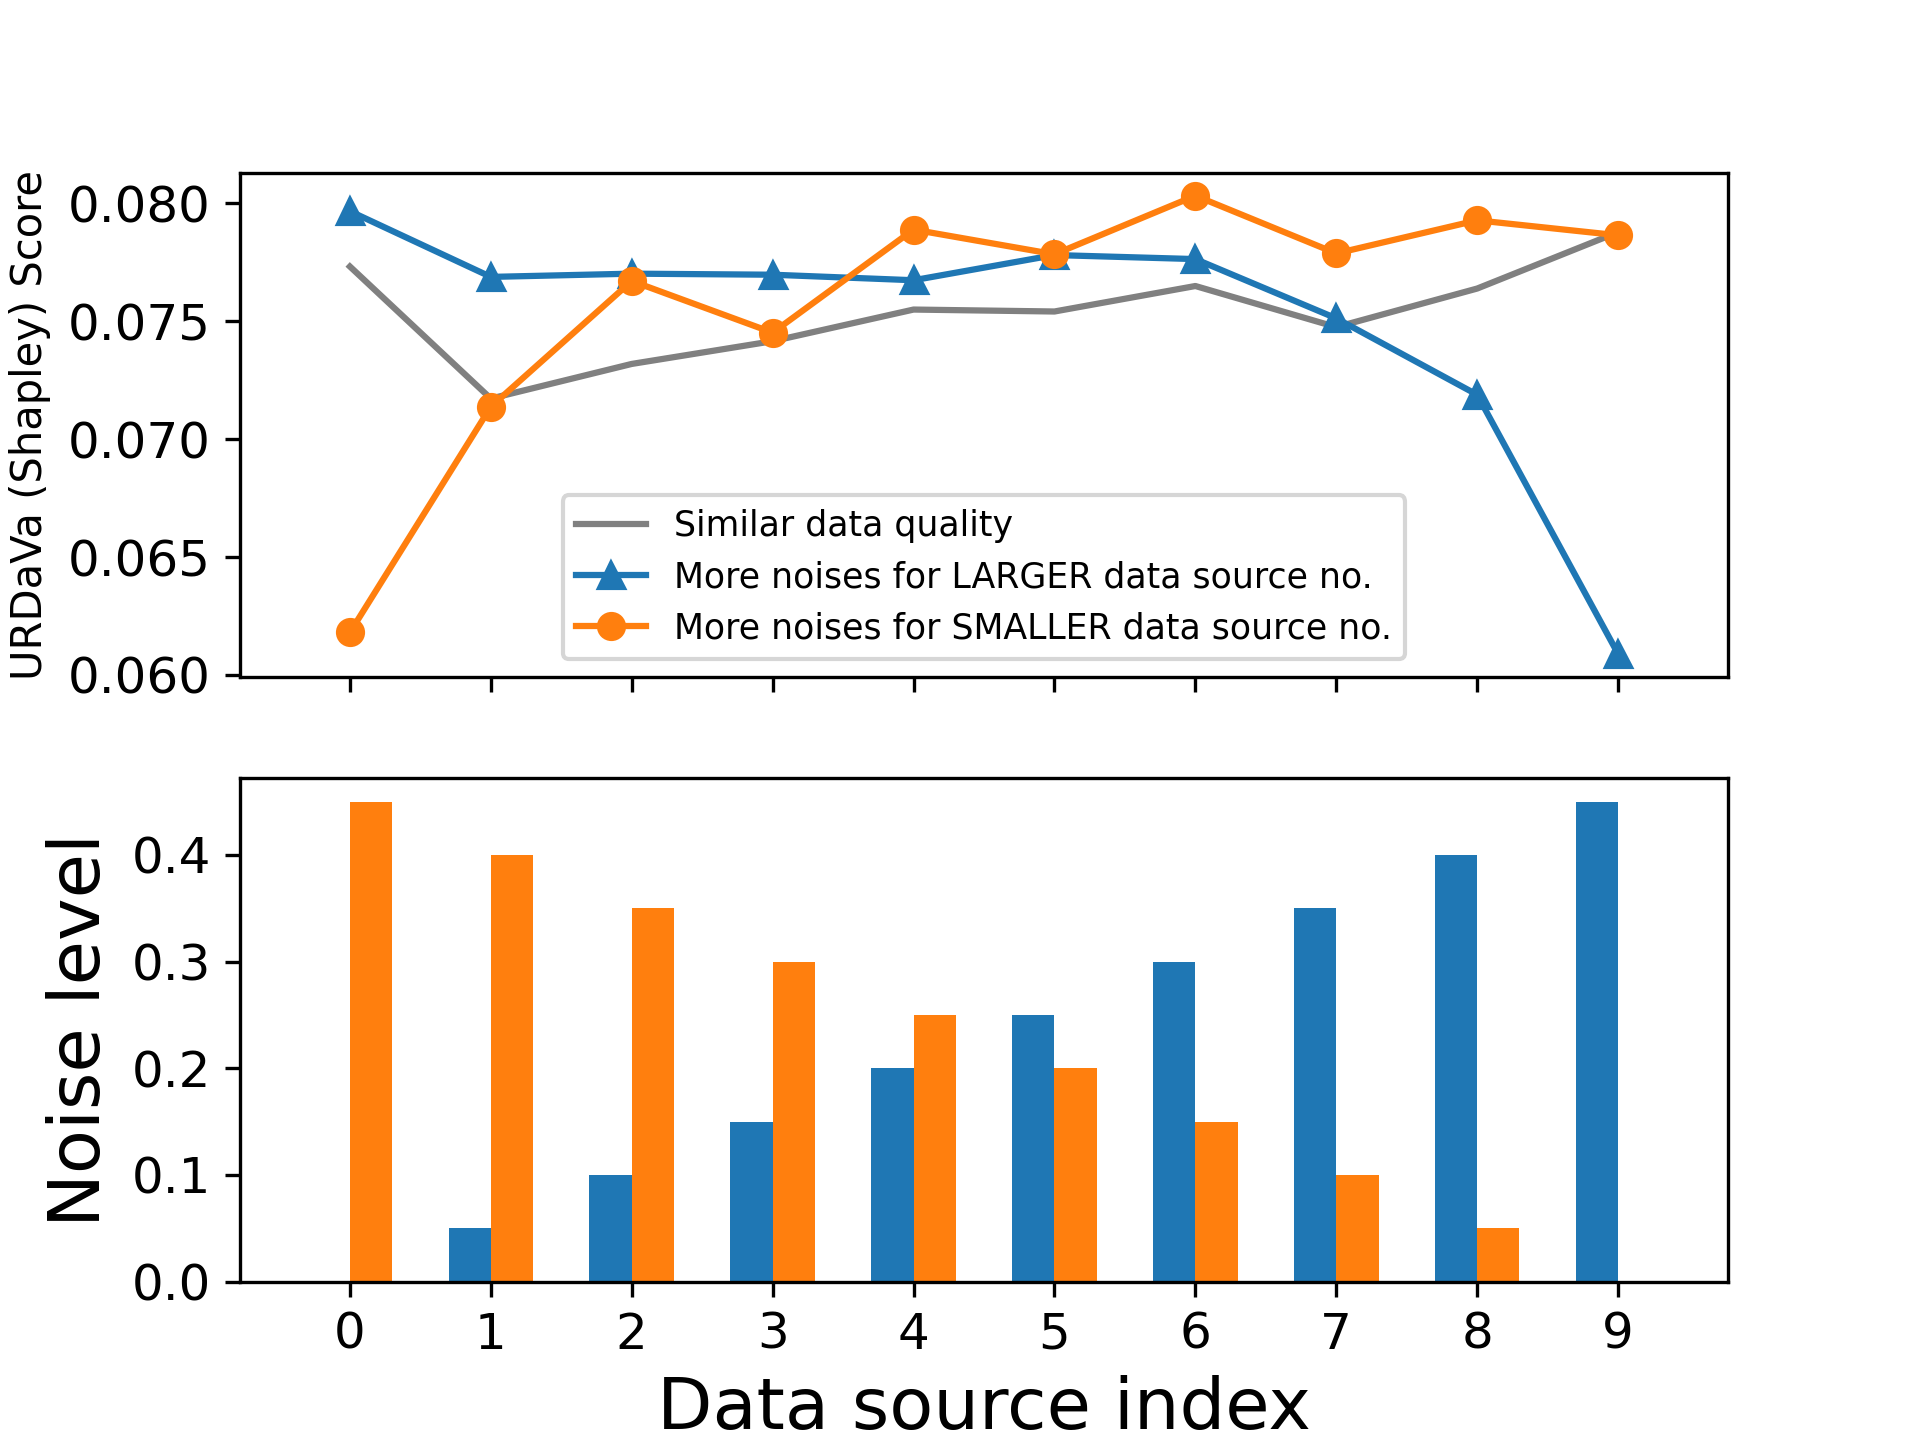 URDaVa (Shapley) Score
0.080
0.075
0.070
0.065
0.060
Similar data quality
More noises for LARGER data source no.
More noises for SMALLER data source no.
Noise level
0.4
0.3
0.2
0.1
0.0
0 1 2 3 4 5 6 7 8 9
Data source index